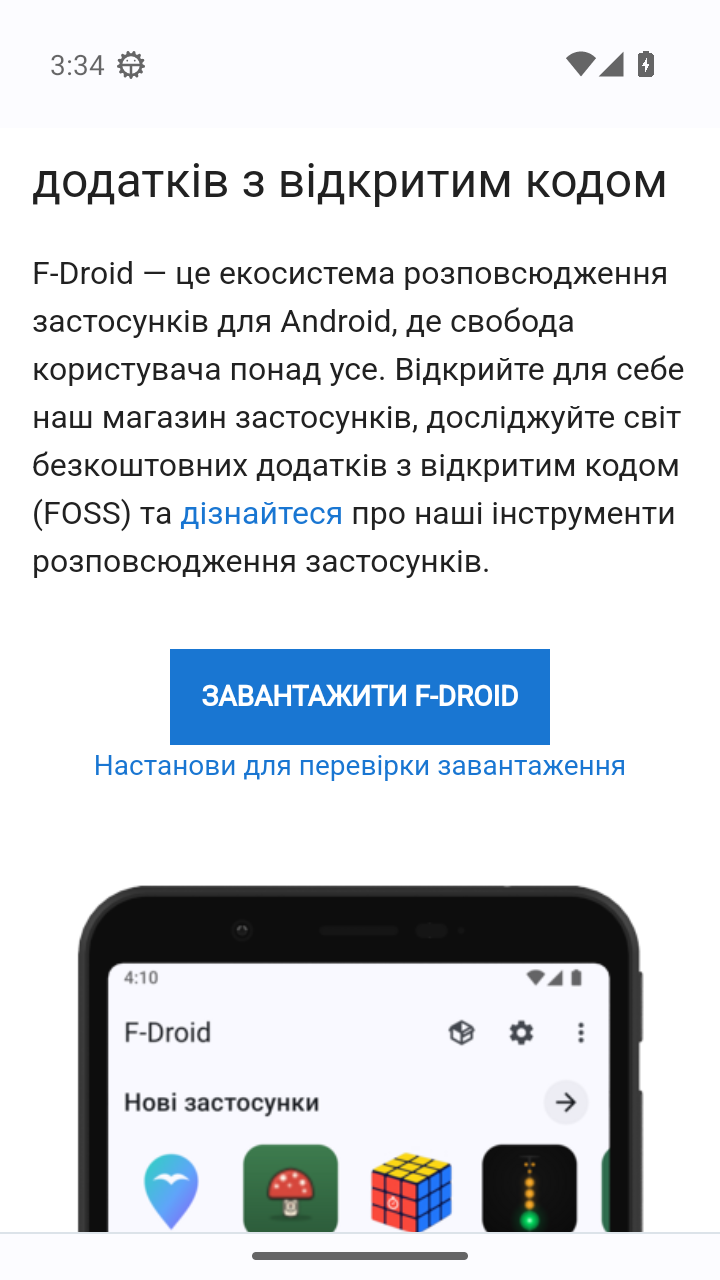 3:34
додатків з відкритим кодом
F-Droid — це екосистема розповсюдження
застосунків для Android, де свобода
користувача понад усе. Відкрийте для себе
наш магазин застосунків, досліджуйте світ
безкоштовних додатків з відкритим кодом
(FOSS) та дізнайтеся про наші інструменти
розповсюдження застосунків.
ЗАВАНТАЖИТИ F-DROID
Настанови для перевірки завантаження
4:10
F-Droid
Нові застосунки